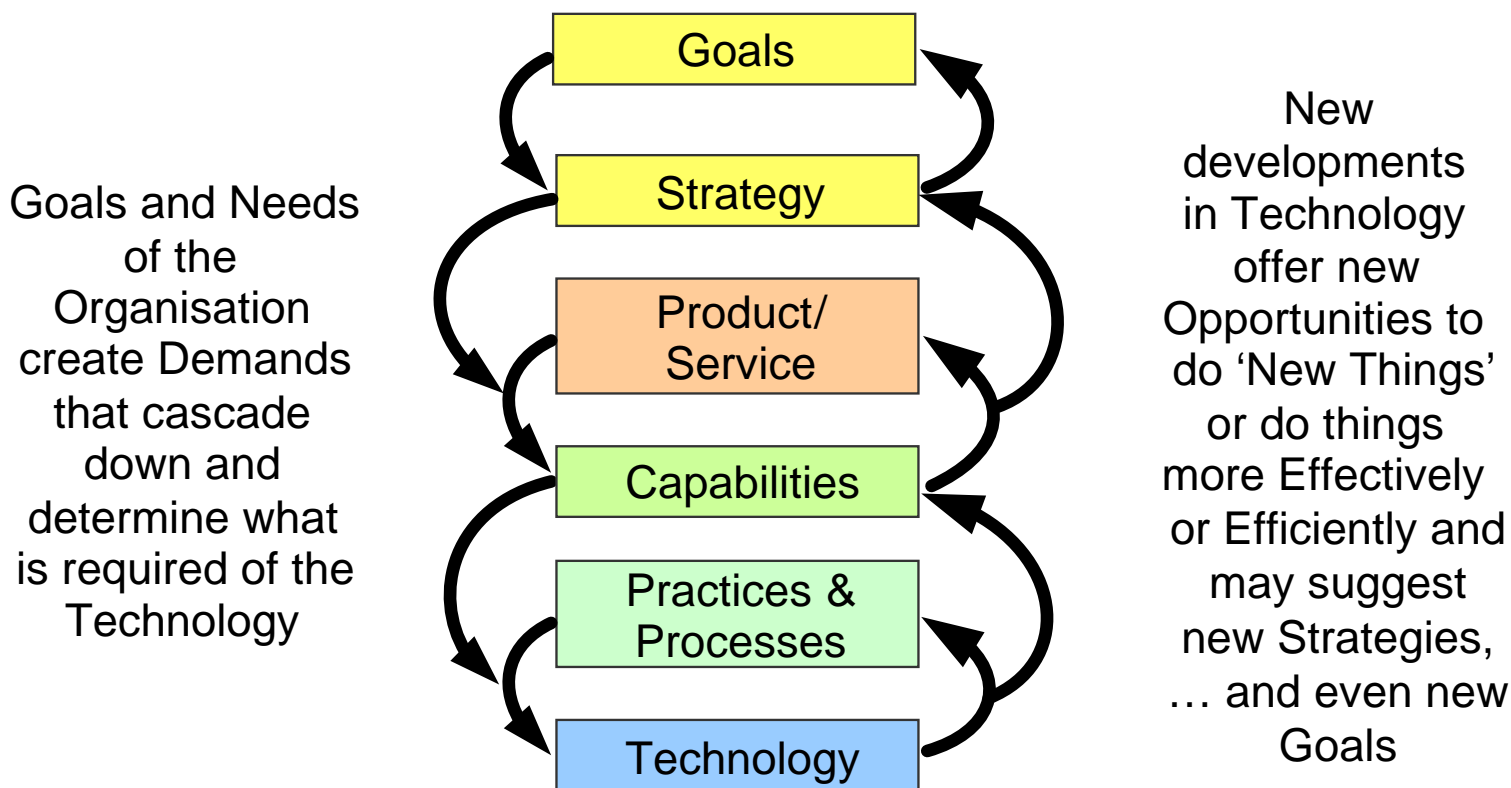 Goals and Needs
of the
Organisation
create Demands
that cascade
down and
determine what
is required of the
Technology
Goals
Strategy
Product/
Service
Capabilities
Practices &
Processes
Technology
New
developments
in Technology
offer new
Opportunities to
do ‘New Things’
or do things
more Effectively
or Efficiently and
may suggest
new Strategies,
… and even new
Goals